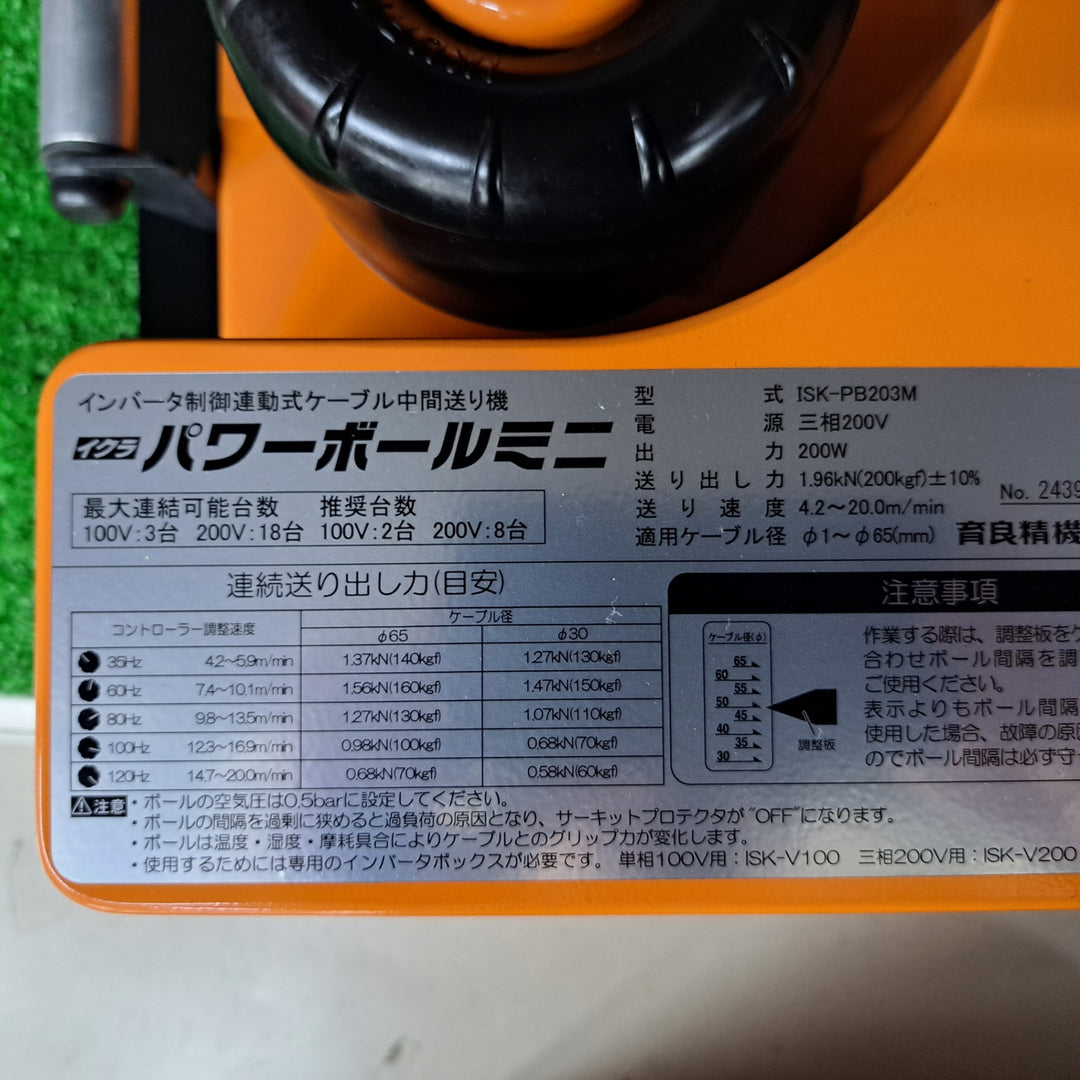 インバータ制御連動式ケーブル中間送り機
イクラ パワーボールミニ
最大連結可能台数 推奨台数
100V:3台 200V:18台 100V:2台 200V:8台
型式 ISK-PB203M
電源 三相200V
出力 200W
送り出し力 1.96kN(200kgf)±10%
送り速度 4.2～20.0m/min
適用ケーブル径 φ1～φ65(mm)
No. 2439
育良精機
連続送り出し力(目安)
コントローラー調整速度 ケーブル径
φ65 φ30
35Hz 4.2～5.9m/min 1.37kN(140kgf) 1.27kN(130kgf)
60Hz 7.4～10.1m/min 1.56kN(160kgf) 1.47kN(150kgf)
80Hz 9.8～13.5m/min 1.27kN(130kgf) 1.07kN(110kgf)
100Hz 12.3～16.9m/min 0.98kN(100kgf) 0.68kN(70kgf)
120Hz 14.7～20.0m/min 0.68kN(70kgf) 0.58kN(60kgf)
注意事項
ケーブル径(φ)
65
60
55
50
45
40
35
30
調整板
作業する際は、調整板をケ
合わせボール間隔を調
ご使用ください。
表示よりもボール間隔
使用した場合、故障の原因
のでボール間隔は必ず守
注意 ・ボールの空気圧は0.5barに設定してください。
・ボールの間隔を過剰に狭めると過負荷の原因となり、サーキットプロテクタが"OFF"になります。
・ボールは温度・湿度・摩耗具合によりケーブルとのグリップ力が変化します。
・使用するためには専用のインバータボックスが必要です。 単相100V用：ISK-V100 三相200V用：ISK-V200